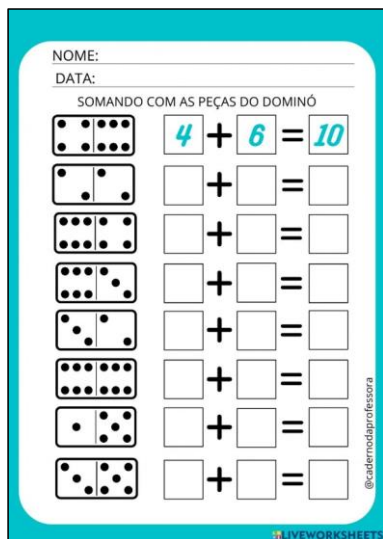 NOME:
DATA:
SOMANDO COM AS PEÇAS DO DOMINÓ
4 + 6 = 10
+ =
+ =
+ =
+ =
+ =
+ =
+ =
@cadernodaprofessora
LIVEWORKSHEETS